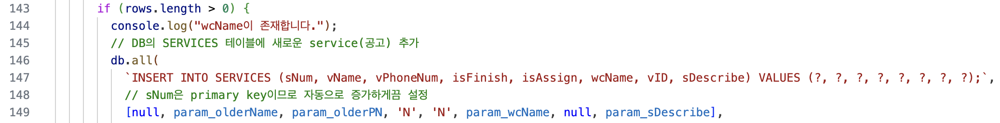 143 if (rows.length > 0) {
144 console.log("wcName이 존재합니다.");
145 // DB의 SERVICES 테이블에 새로운 service(공고) 추가
146 db.all(
147 `INSERT INTO SERVICES (sNum, vName, vPhoneNum, isFinish, isAssign, wcName, vID, sDescribe) VALUES (?, ?, ?, ?, ?, ?, ?, ?);`,
148 // sNum은 primary key이므로 자동으로 증가하게끔 설정
149 [null, param_olderName, param_olderPN, 'N', 'N', param_wcName, null, param_sDescribe],